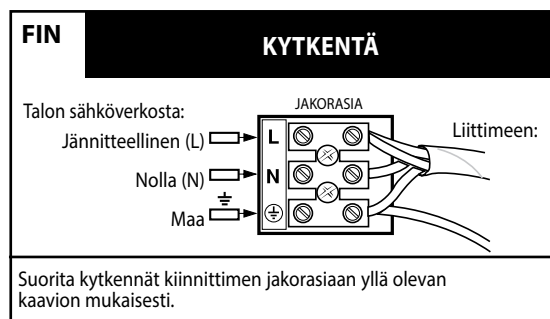 FIN
KYTKENTÄ
Talon sähköverkosta:
JAKORASIA
Liittimeen:
Jännitteellinen (L)
L
Nolla (N)
N
Maa
Suorita kytkennät kiinnittimen jakorasiaan yllä olevan
kaavion mukaisesti.